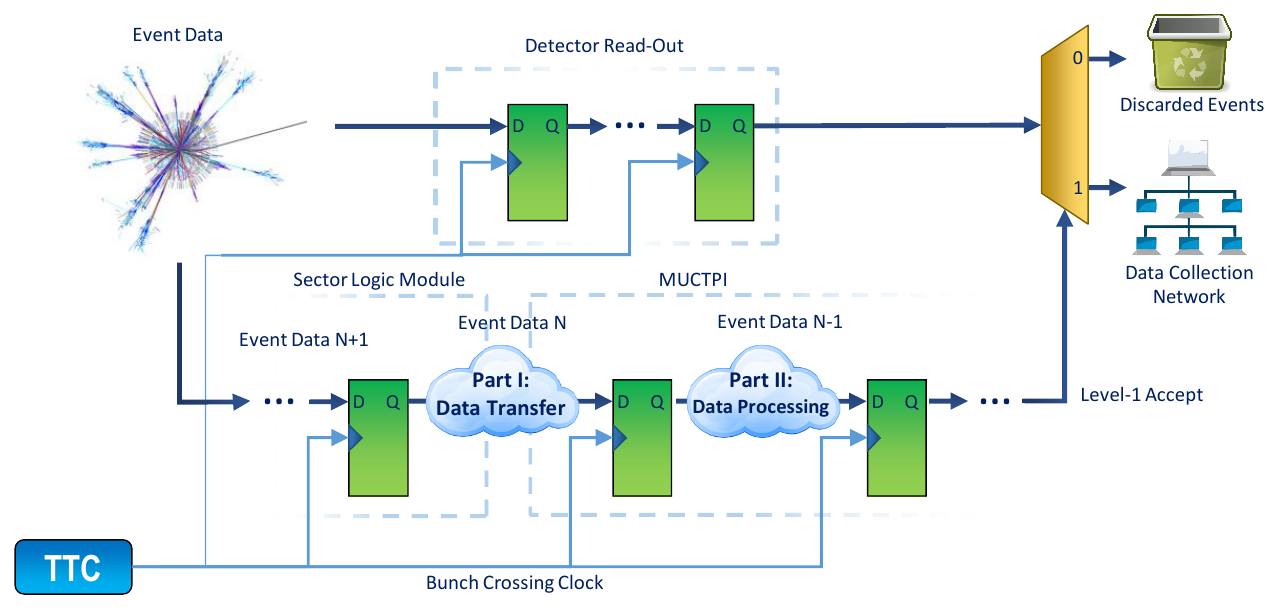 Event Data
Detector Read-Out
0
Discarded Events
D Q
D Q
1
Data Collection
Network
Sector Logic Module
MUCTPI
Event Data N+1
Event Data N
Event Data N-1
Part I:
Data Transfer
Part II:
Data Processing
D Q
D Q
D Q
Level-1 Accept
TTC
Bunch Crossing Clock